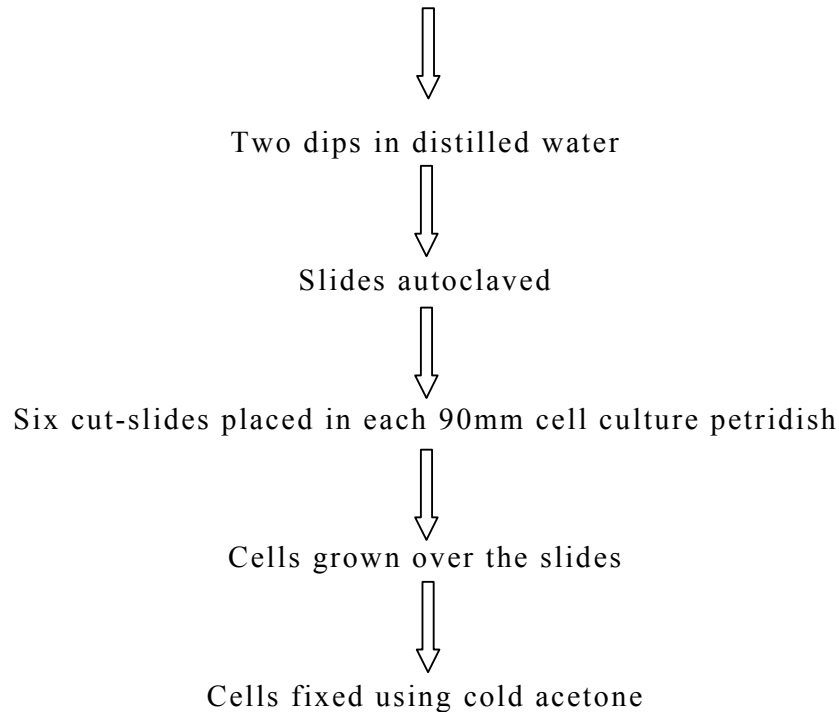 Two dips in distilled water
Slides autoclaved
Six cut-slides placed in each 90mm cell culture petridish
Cells grown over the slides
Cells fixed using cold acetone